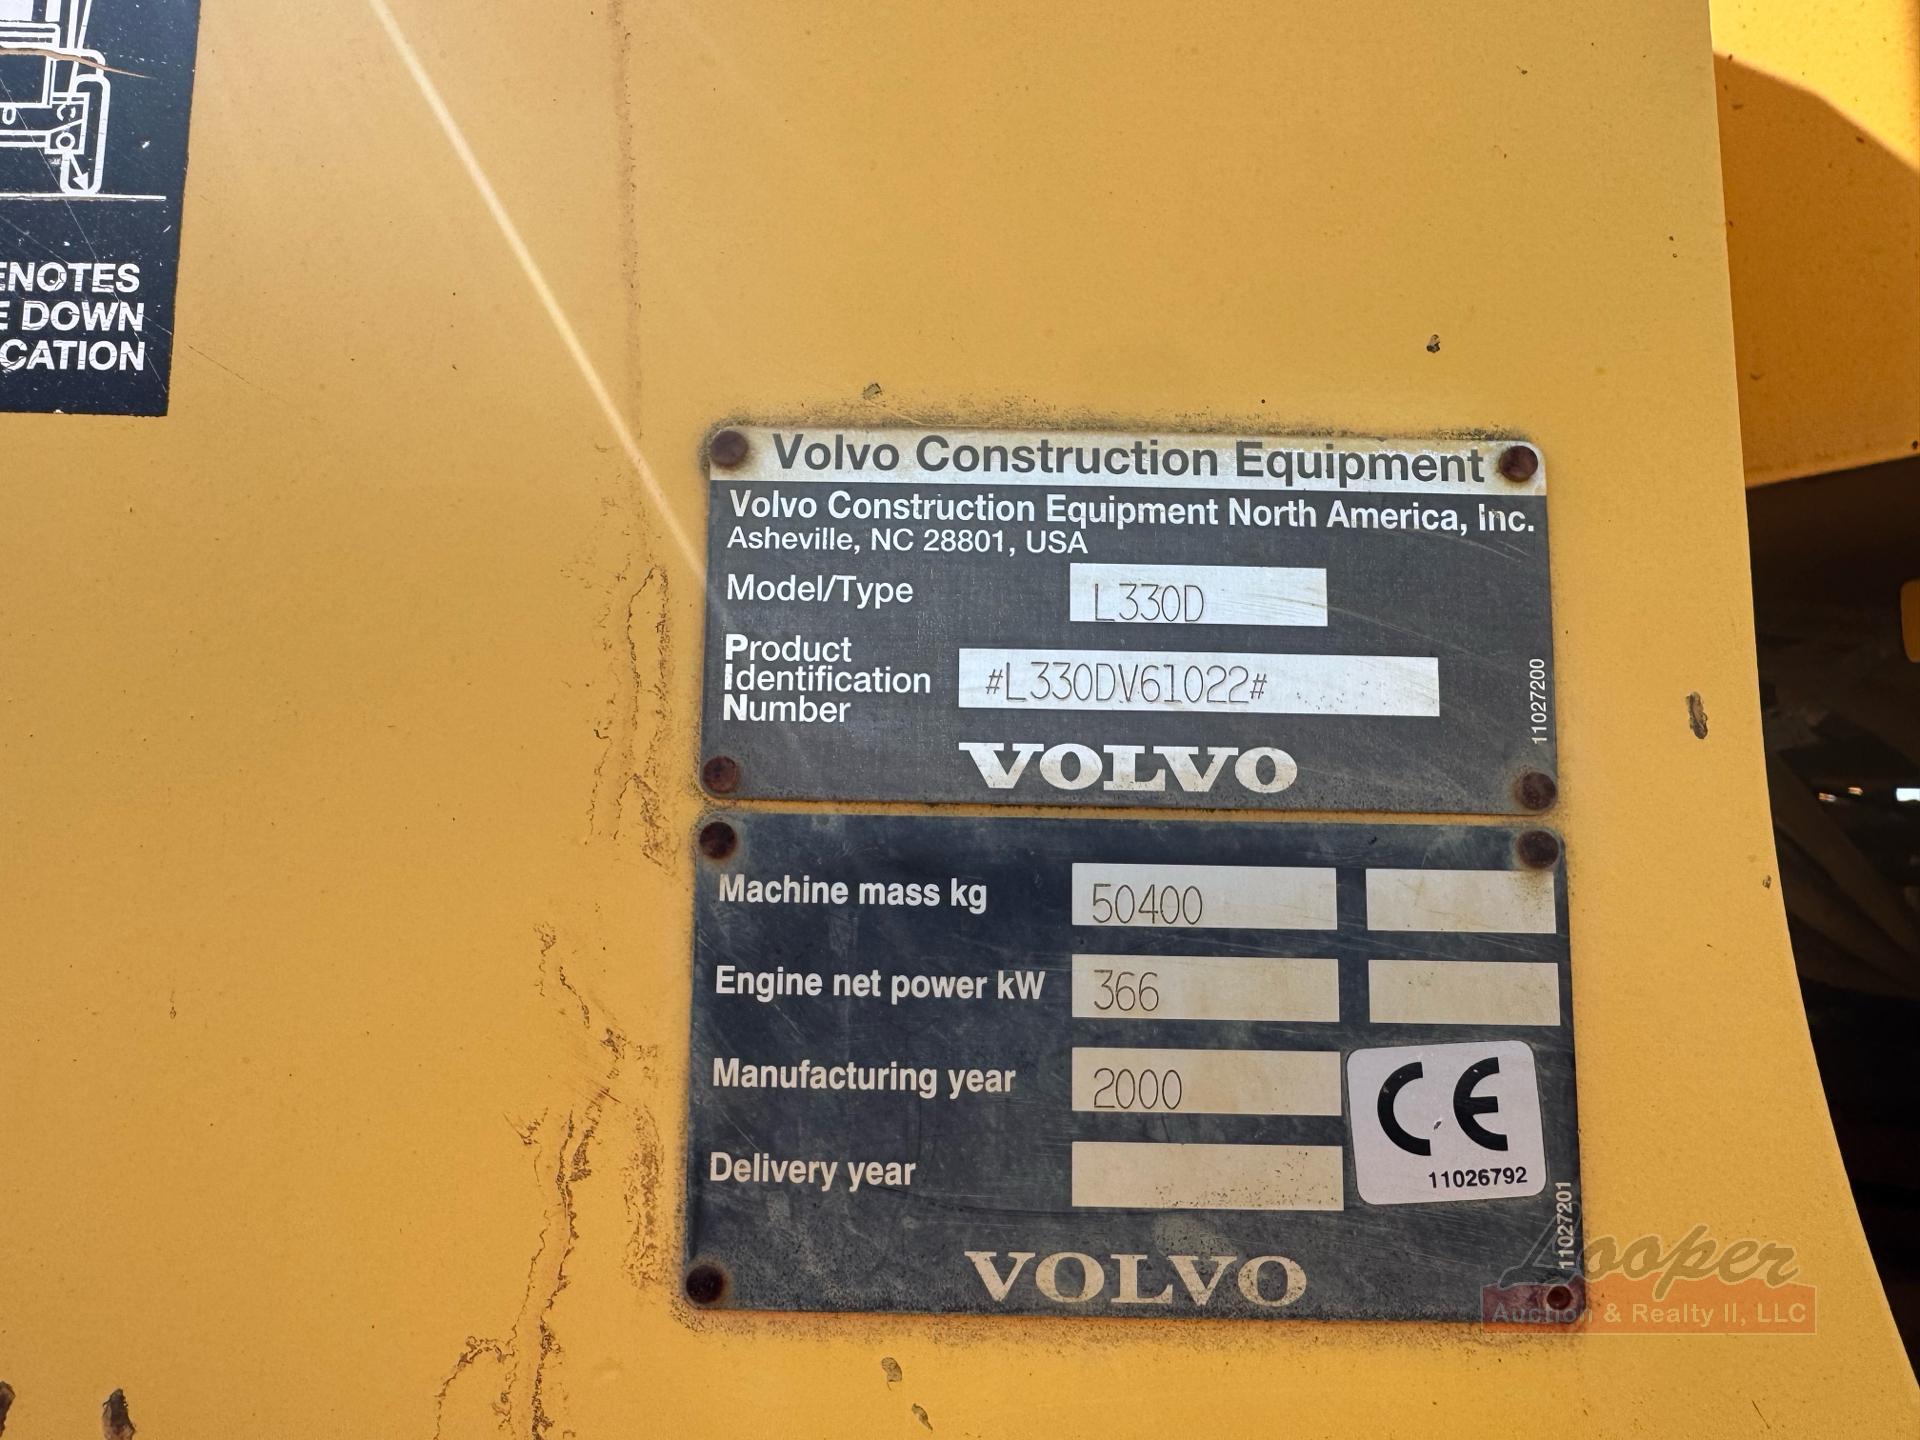 ENOTES
E DOWN
CATION
Volvo Construction Equipment
Volvo Construction Equipment North America, Inc.
Asheville, NC 28801, USA
Model/Type L330D
Product
Identification
Number
#L330DV61022#
11027200
VOLVO
Machine mass kg 50400
Engine net power kW 366
Manufacturing year 2000
CE
11026792
Delivery year
11027201
VOLVO
Looper
Auction & Realty II, LLC